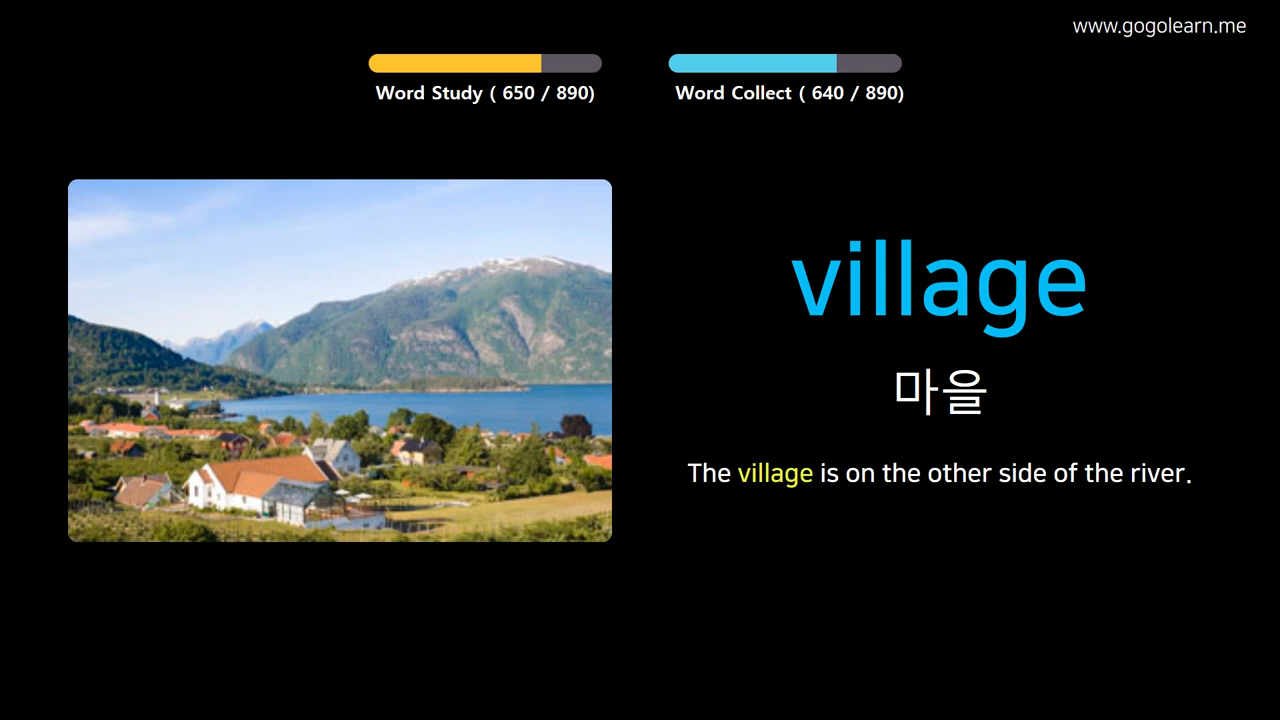 www.gogolearn.me
Word Study ( 650 / 890)
Word Collect ( 640 / 890)
village
마을
The village is on the other side of the river.